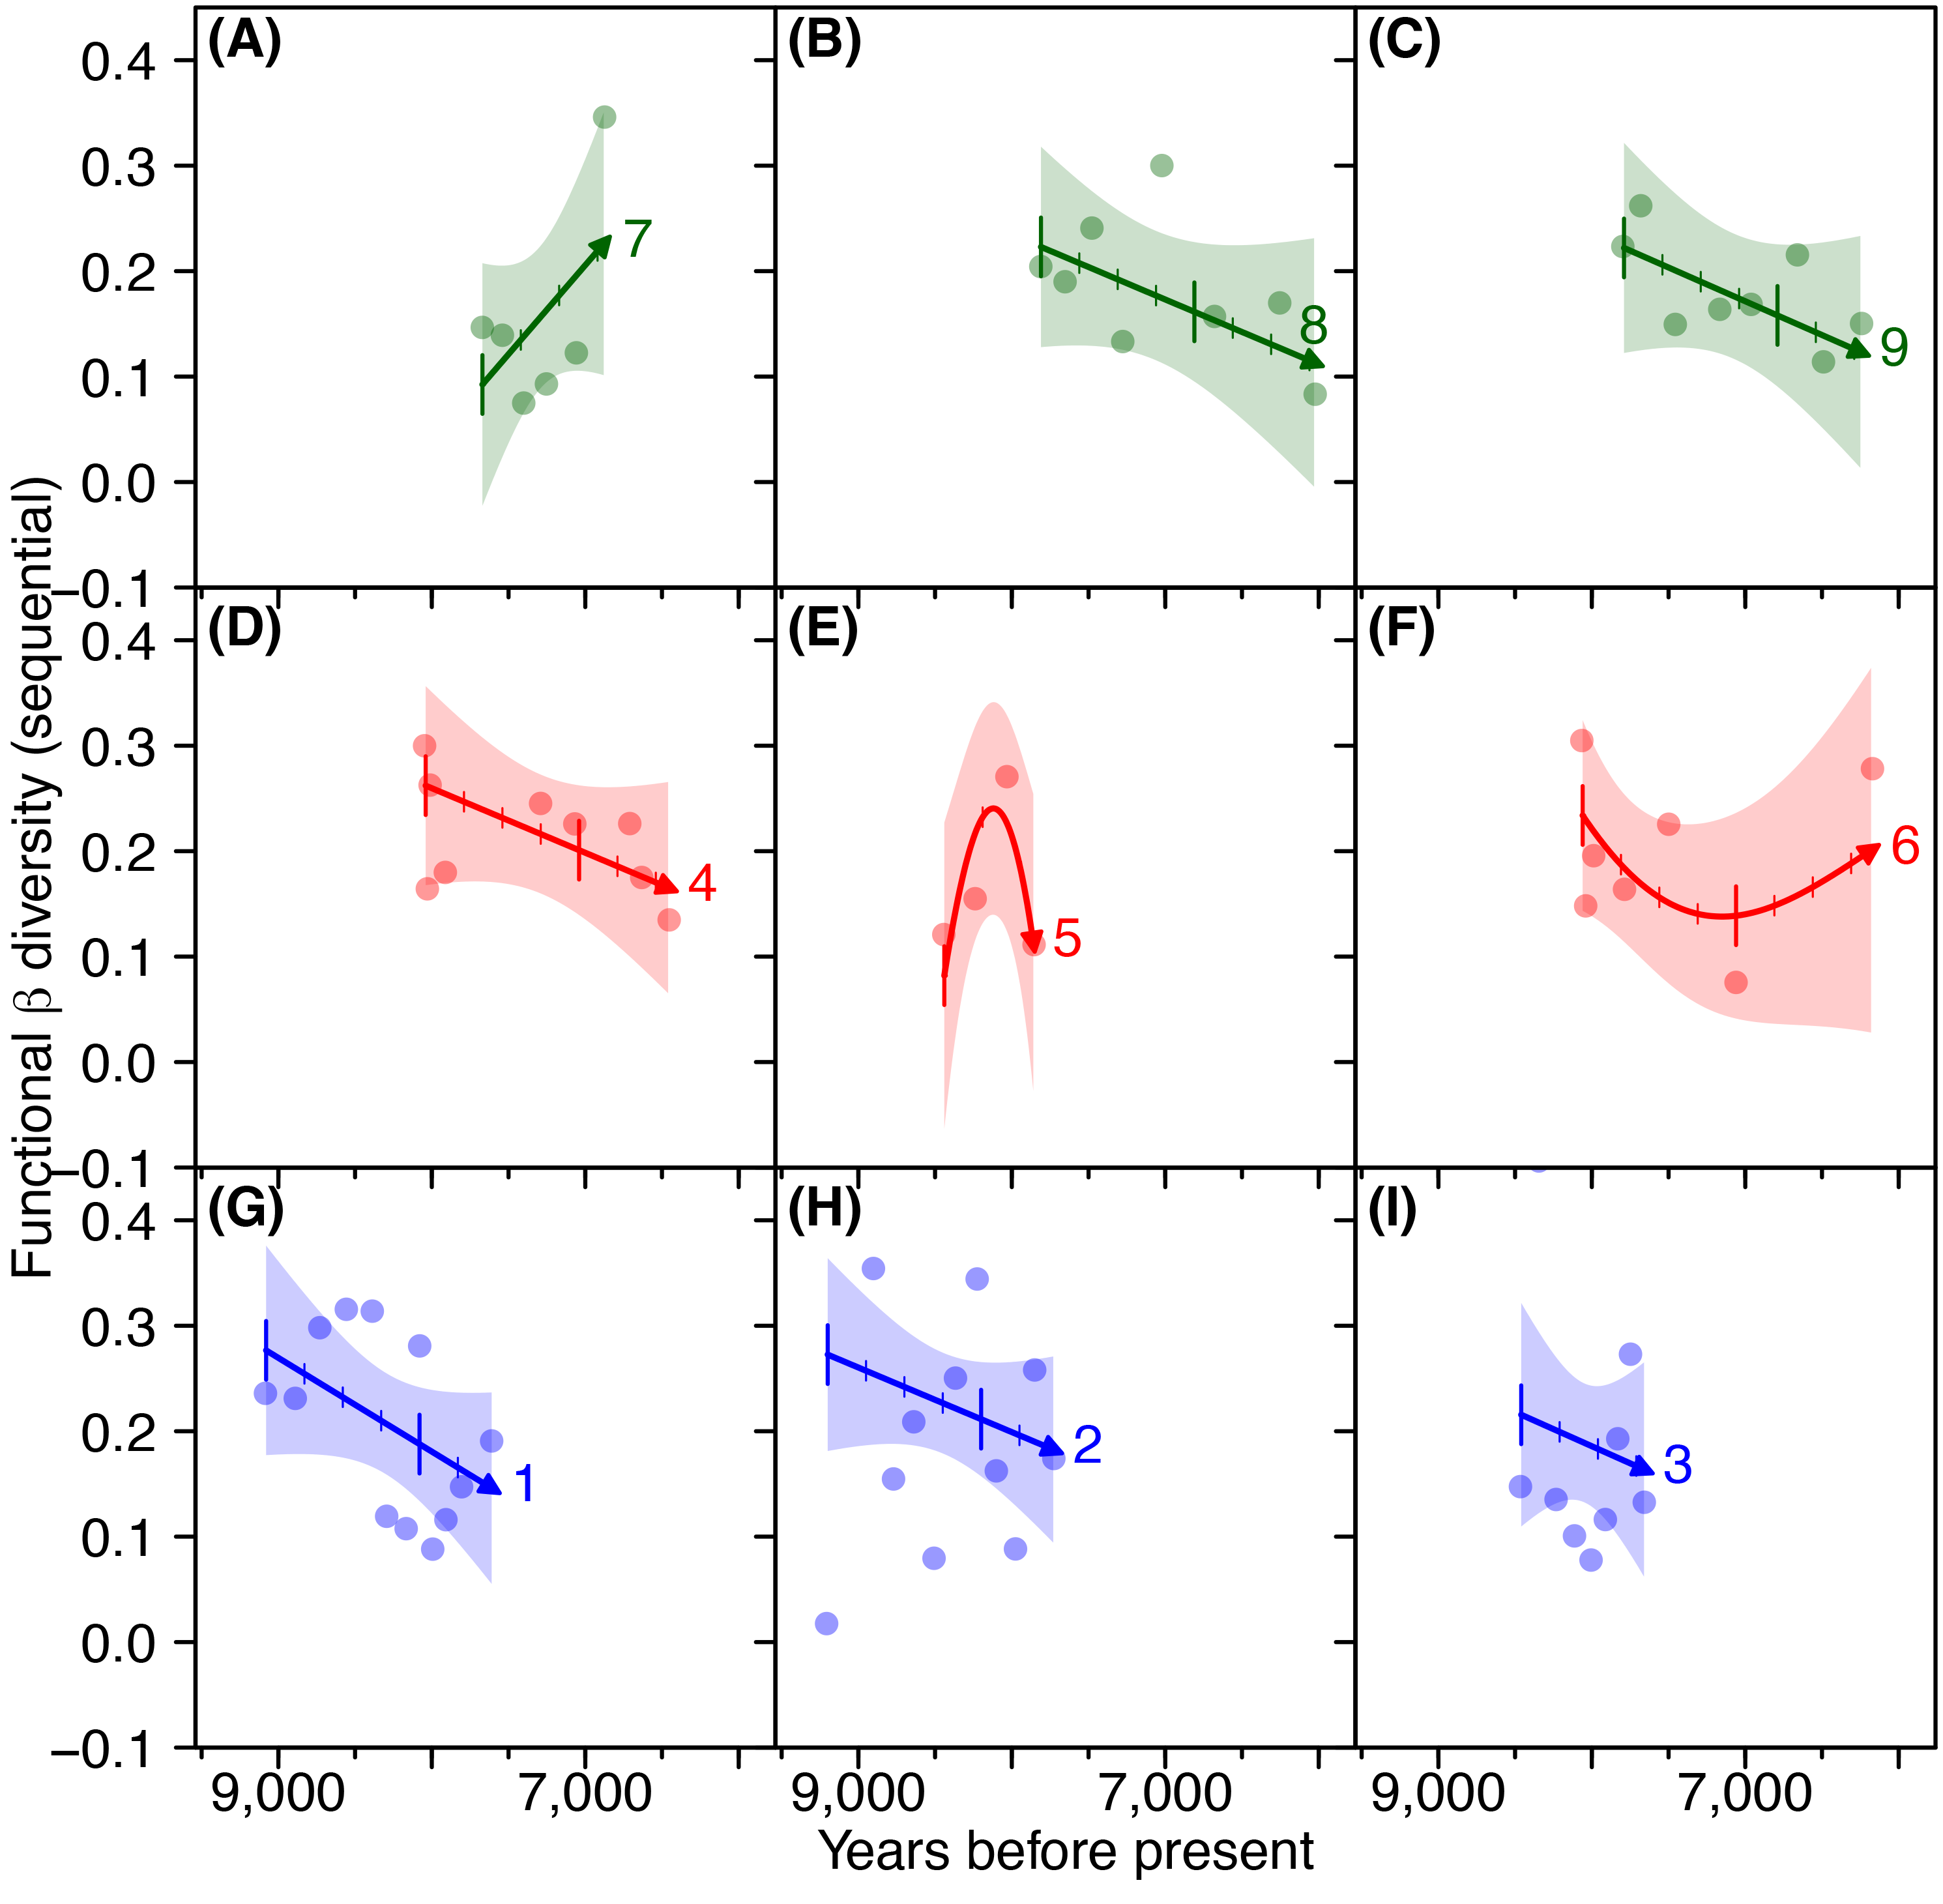 Functional β diversity (sequential)
(A)
(B)
(C)
0.4
0.3
0.2
0.1
0.0
−0.1
7
8
9
(D)
(E)
(F)
0.4
0.3
0.2
0.1
0.0
−0.1
4
5
6
(G)
(H)
(I)
0.4
0.3
0.2
0.1
0.0
−0.1
1
2
3
9,000 7,000 9,000 7,000 9,000 7,000
Years before present